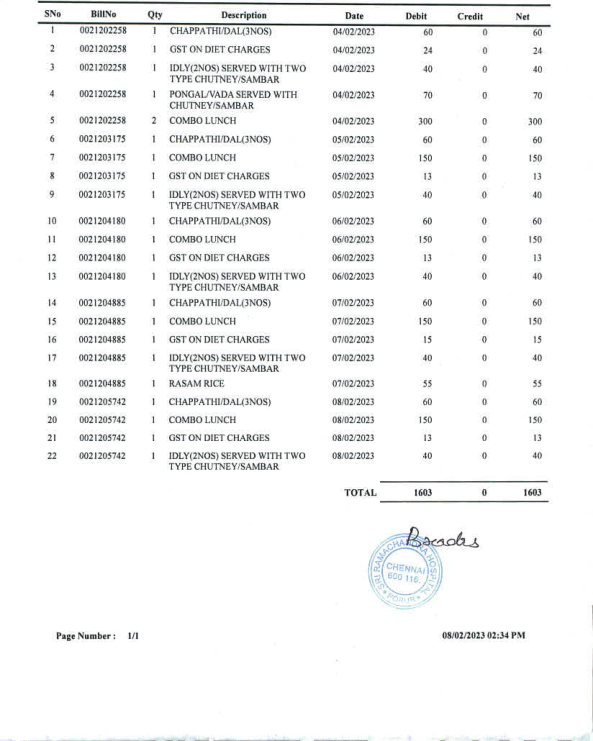 SNo BillNo Qty Description Date Debit Credit Net
1 0021202258 1 CHAPPATHI/DAL(3NOS) 04/02/2023 60 0 60
2 0021202258 1 GST ON DIET CHARGES 04/02/2023 24 0 24
3 0021202258 1 IDLY(2NOS) SERVED WITH TWO 04/02/2023 40 0 40
TYPE CHUTNEY/SAMBAR
4 0021202258 1 PONGAL/VADA SERVED WITH 04/02/2023 70 0 70
CHUTNEY/SAMBAR
5 0021202258 2 COMBO LUNCH 04/02/2023 300 0 300
6 0021203175 1 CHAPPATHI/DAL(3NOS) 05/02/2023 60 0 60
7 0021203175 1 COMBO LUNCH 05/02/2023 150 0 150
8 0021203175 1 GST ON DIET CHARGES 05/02/2023 13 0 13
9 0021203175 1 IDLY(2NOS) SERVED WITH TWO 05/02/2023 40 0 40
TYPE CHUTNEY/SAMBAR
10 0021204180 1 CHAPPATHI/DAL(3NOS) 06/02/2023 60 0 60
11 0021204180 1 COMBO LUNCH 06/02/2023 150 0 150
12 0021204180 1 GST ON DIET CHARGES 06/02/2023 13 0 13
13 0021204180 1 IDLY(2NOS) SERVED WITH TWO 06/02/2023 40 0 40
TYPE CHUTNEY/SAMBAR
14 0021204885 1 CHAPPATHI/DAL(3NOS) 07/02/2023 60 0 60
15 0021204885 1 COMBO LUNCH 07/02/2023 150 0 150
16 0021204885 1 GST ON DIET CHARGES 07/02/2023 15 0 15
17 0021204885 1 IDLY(2NOS) SERVED WITH TWO 07/02/2023 40 0 40
TYPE CHUTNEY/SAMBAR
18 0021204885 1 RASAM RICE 07/02/2023 55 0 55
19 0021205742 1 CHAPPATHI/DAL(3NOS) 08/02/2023 60 0 60
20 0021205742 1 COMBO LUNCH 08/02/2023 150 0 150
21 0021205742 1 GST ON DIET CHARGES 08/02/2023 13 0 13
22 0021205742 1 IDLY(2NOS) SERVED WITH TWO 08/02/2023 40 0 40
TYPE CHUTNEY/SAMBAR
TOTAL 1603 0 1603
SRI RAMACHANDRA HOSPITAL
CHENNAI
600 116.
PORUR
Page Number : 1/1 08/02/2023 02:34 PM